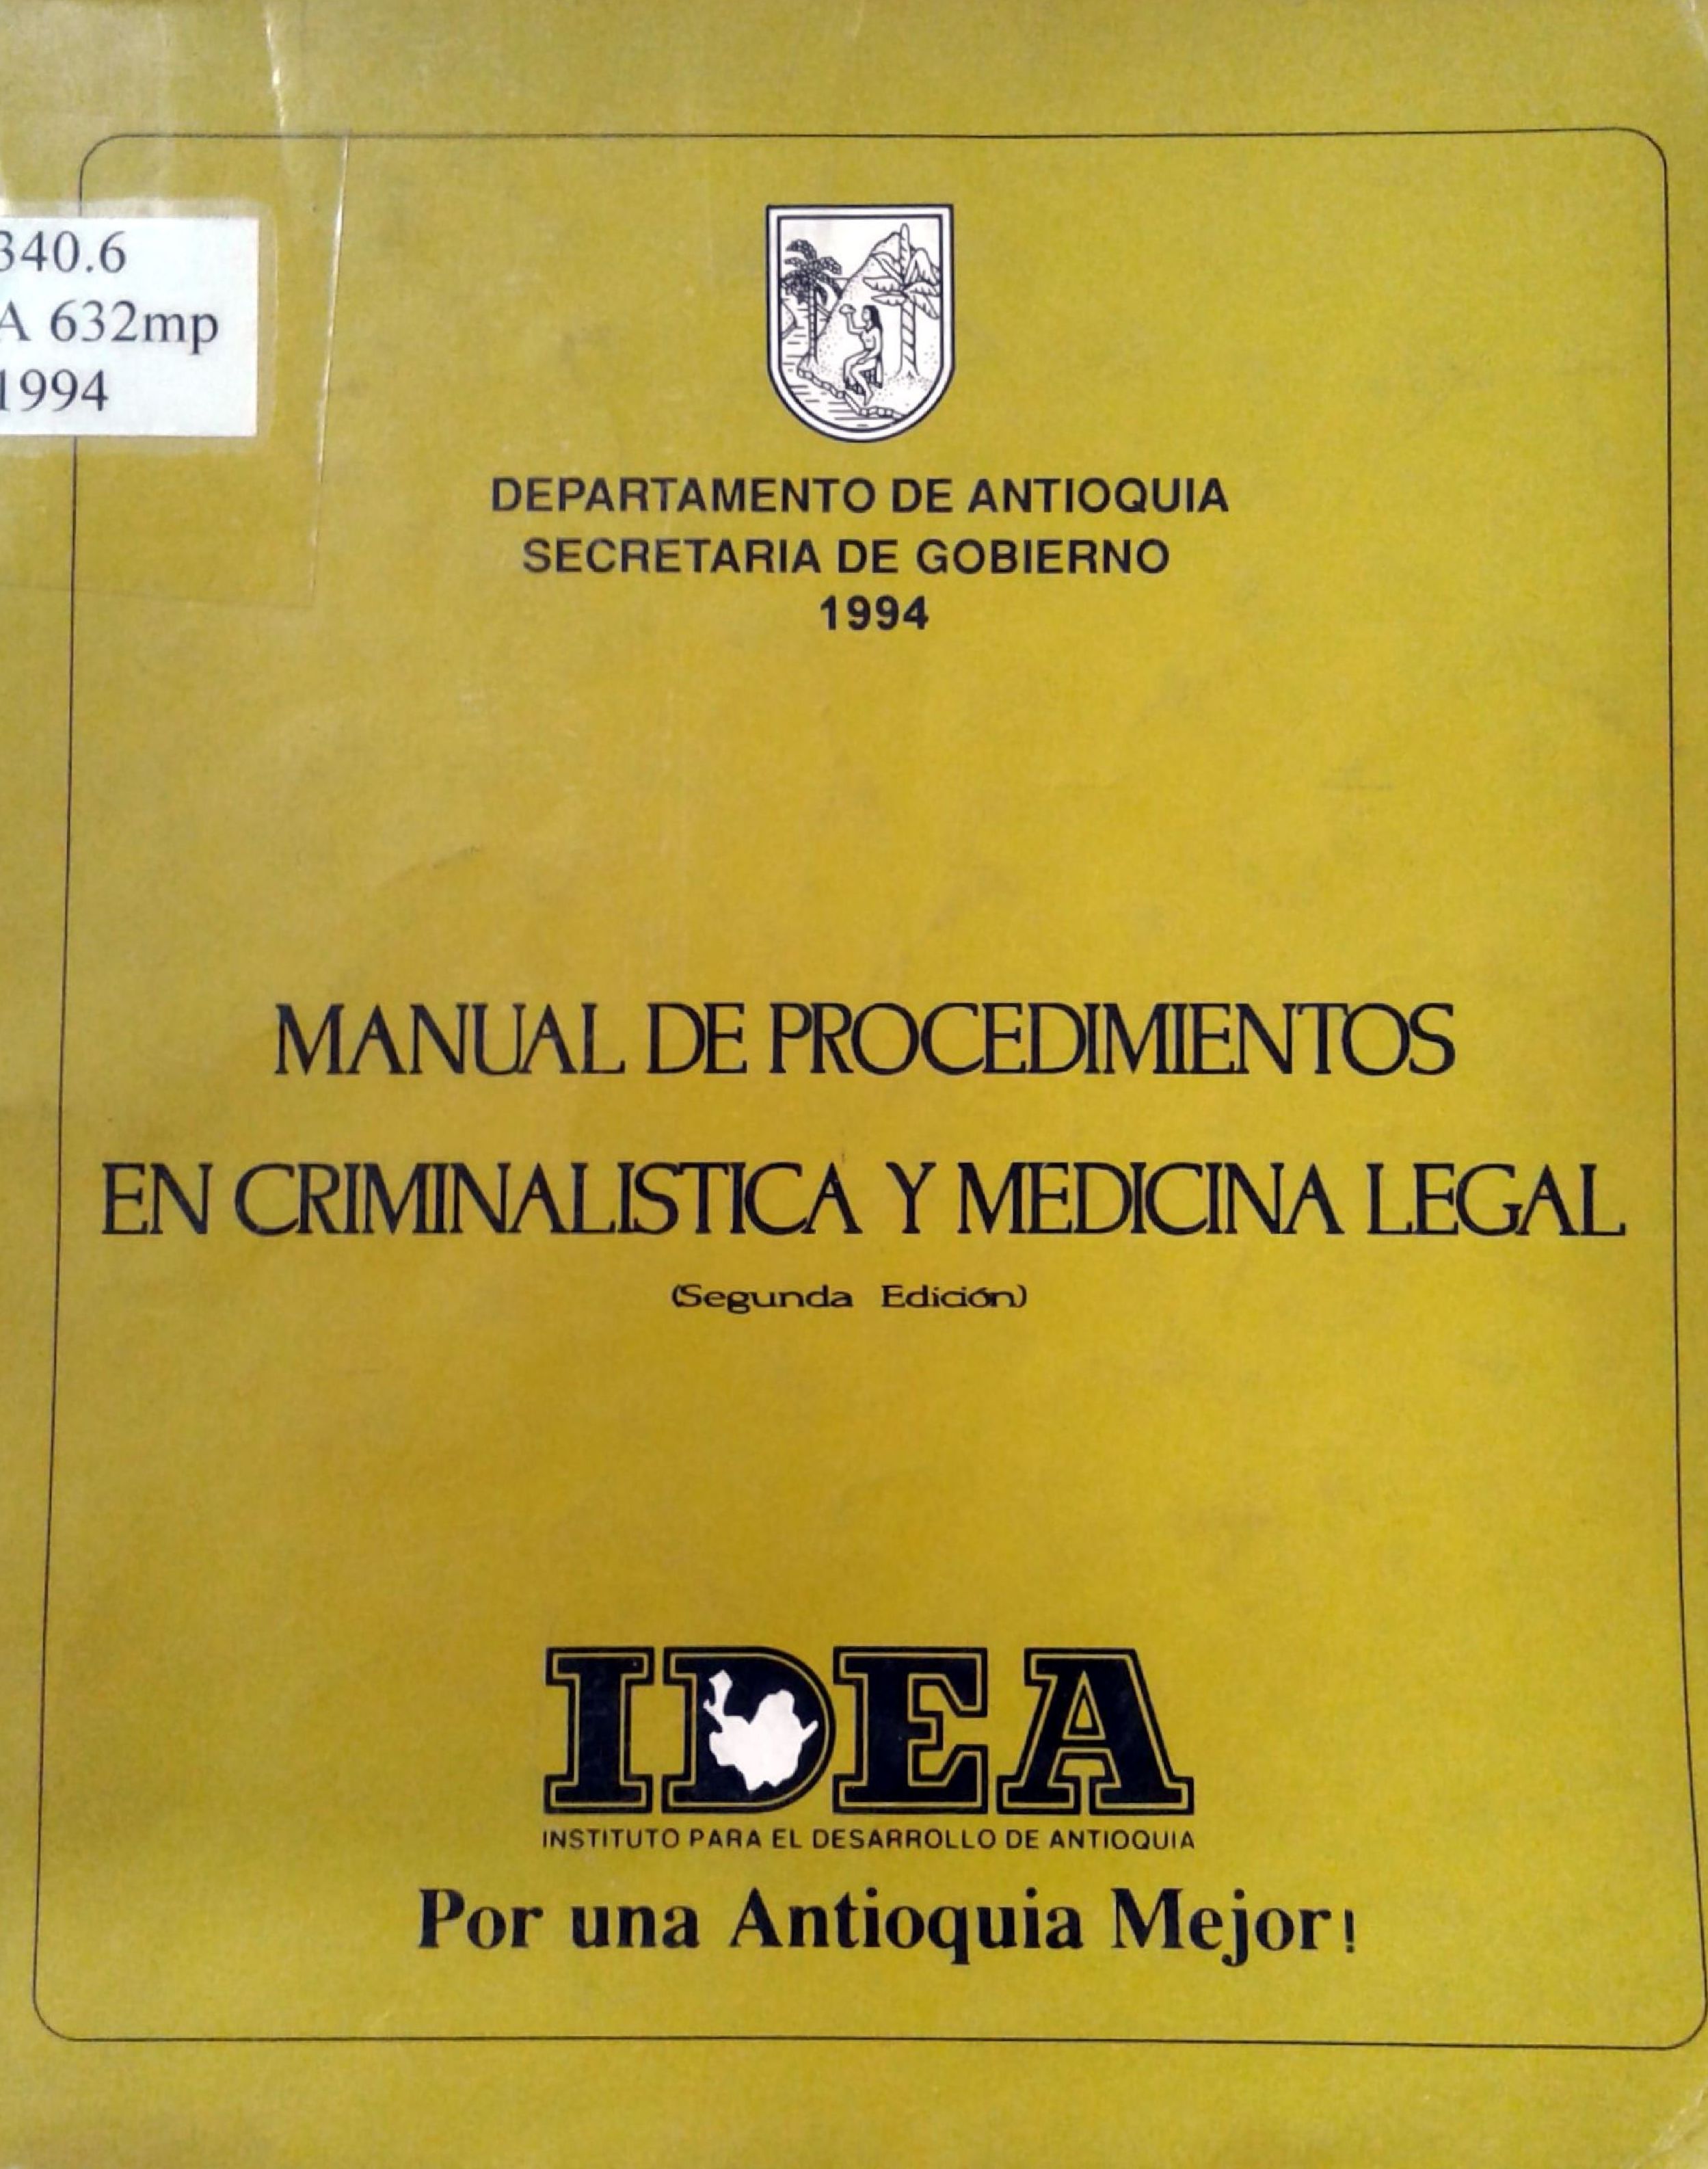 340.6
A 632mp
1994
DEPARTAMENTO DE ANTIOQUIA
SECRETARIA DE GOBIERNO
1994
MANUAL DE PROCEDIMIENTOS
EN CRIMINALISTICA Y MEDICINA LEGAL
(Segunda Edición)
IDEA
INSTITUTO PARA EL DESARROLLO DE ANTIOQUIA
Por una Antioquia Mejor!